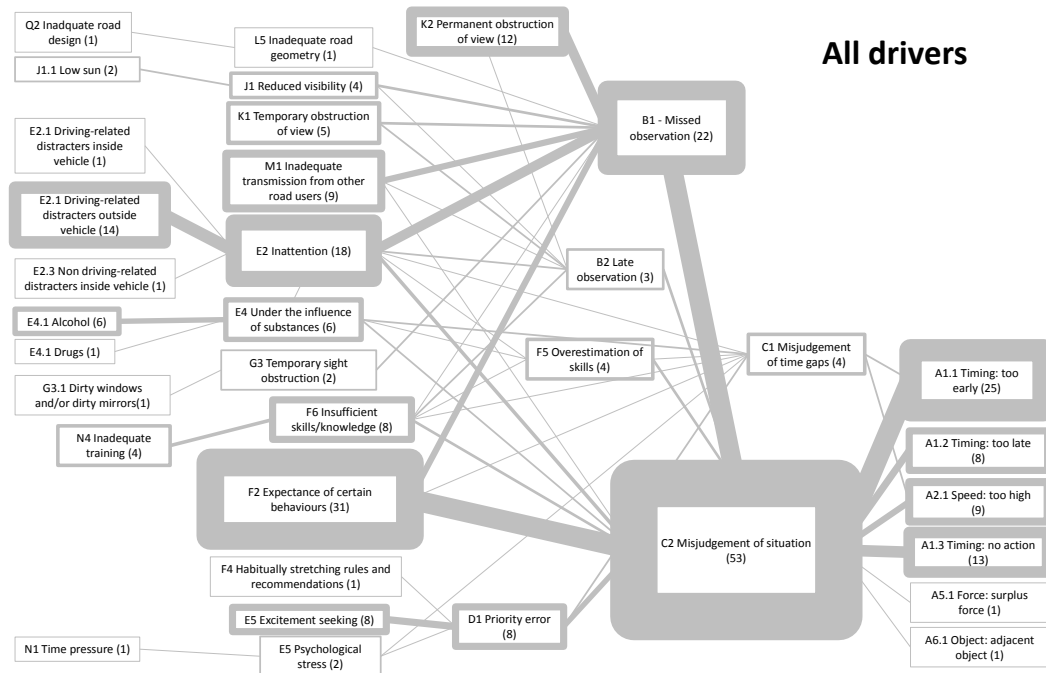 All drivers
Q2 Inadquate road
design (1)
J1.1 Low sun (2)
E2.1 Driving-related
distracters inside
vehicle (1)
E2.1 Driving-related
distracters outside
vehicle (14)
E2.3 Non driving-related
distracters inside vehicle (1)
E4.1 Alcohol (6)
E4.1 Drugs (1)
G3.1 Dirty windows
and/or dirty mirrors(1)
N4 Inadequate
training (4)
N1 Time pressure (1)
L5 Inadequate road
geometry (1)
J1 Reduced visibility (4)
K1 Temporary obstruction
of view (5)
M1 Inadequate
transmission from other
road users (9)
E2 Inattention (18)
E4 Under the influence
of substances (6)
G3 Temporary sight
obstruction (2)
F6 Insufficient
skills/knowledge (8)
F2 Expectance of certain
behaviours (31)
F4 Habitually stretching rules and
recommendations (1)
E5 Excitement seeking (8)
E5 Psychological
stress (2)
K2 Permanent obstruction
of view (12)
D1 Priority error
(8)
B1 - Missed
observation (22)
B2 Late
observation (3)
F5 Overestimation of
skills (4)
C1 Misjudgement
of time gaps (4)
C2 Misjudgement of situation
(53)
A1.1 Timing: too
early (25)
A1.2 Timing: too late
(8)
A2.1 Speed: too high
(9)
A1.3 Timing: no action
(13)
A5.1 Force: surplus
force (1)
A6.1 Object: adjacent
object (1)